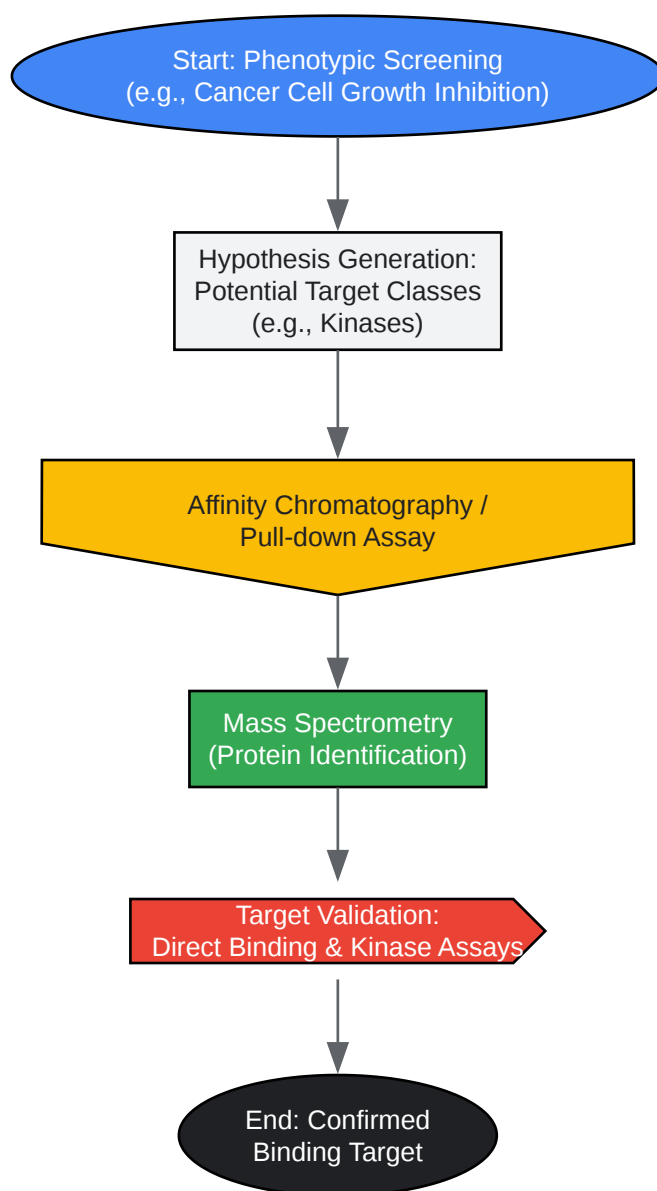 Start: Phenotypic Screening
(e.g., Cancer Cell Growth Inhibition)
Hypothesis Generation:
Potential Target Classes
(e.g., Kinases)
Affinity Chromatography /
Pull-down Assay
Mass Spectrometry
(Protein Identification)
Target Validation:
Direct Binding & Kinase Assays
End: Confirmed
Binding Target